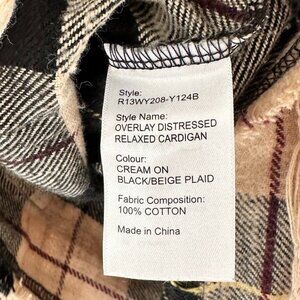 Style:
R13WY208-Y124B
Style Name:
OVERLAY DISTRESSED
RELAXED CARDIGAN
Colour:
CREAM ON
BLACK/BEIGE PLAID
Fabric Composition:
100% COTTON
Made in China